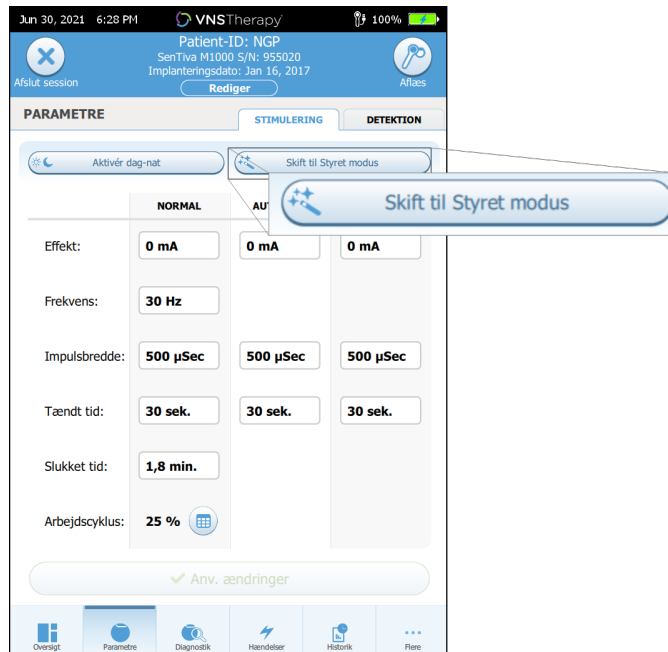 Jun 30, 2021 6:28 PM VNSTherapy 100%
Patient-ID: NGP
SenTiva M1000 S/N: 955020
Implanteringsdato: Jan 16, 2017
Afslut session Rediger Aflæs
PARAMETRE STIMULERING DETEKTION
Aktivér dag-nat Skift til Styret modus
Skift til Styret modus
NORMAL
Effekt: 0 mA 0 mA 0 mA
Frekvens: 30 Hz
Impulsbredde: 500 µSec 500 µSec 500 µSec
Tændt tid: 30 sek. 30 sek. 30 sek.
Slukket tid: 1,8 min.
Arbejdscyklus: 25 %
Anv. ændringer
Oversigt Parametre Diagnostik Hændelser Historik Flere